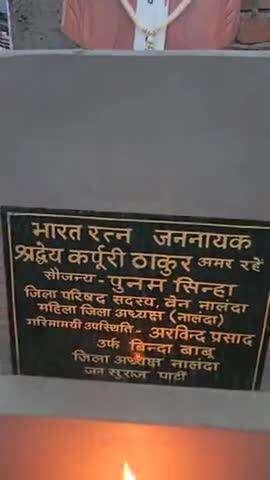 भारत रत्न जननायक
श्रद्धेय कर्पूरी ठाकुर अमर रहें
सौजन्य - पुनम सिन्हा
जिला परिषद सदस्य, बेन नालंदा
महिला जिला अध्यक्ष (नालंदा)
गरिमामयी उपस्थिति - अरविन्द प्रसाद
उर्फ बिन्दा बाबू
जिला अध्यक्ष नालंदा
जन सुराज पार्टी